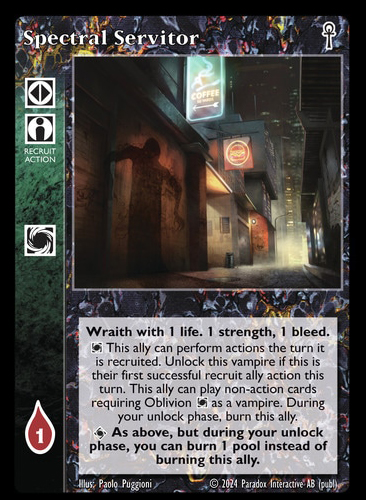 Spectral Servitor
COFFEE
RECRUIT
ACTION
Wraith with 1 life. 1 strength, 1 bleed.
This ally can perform actions the turn it
is recruited. Unlock this vampire if this is
their first successful recruit ally action this
turn. This ally can play non-action cards
requiring Oblivion as a vampire. During
your unlock phase, burn this ally.
As above, but during your unlock
phase, you can burn 1 pool instead of
burning this ally.
1
Illus: Paolo Puggioni © 2024 Paradox Interactive AB (publ)